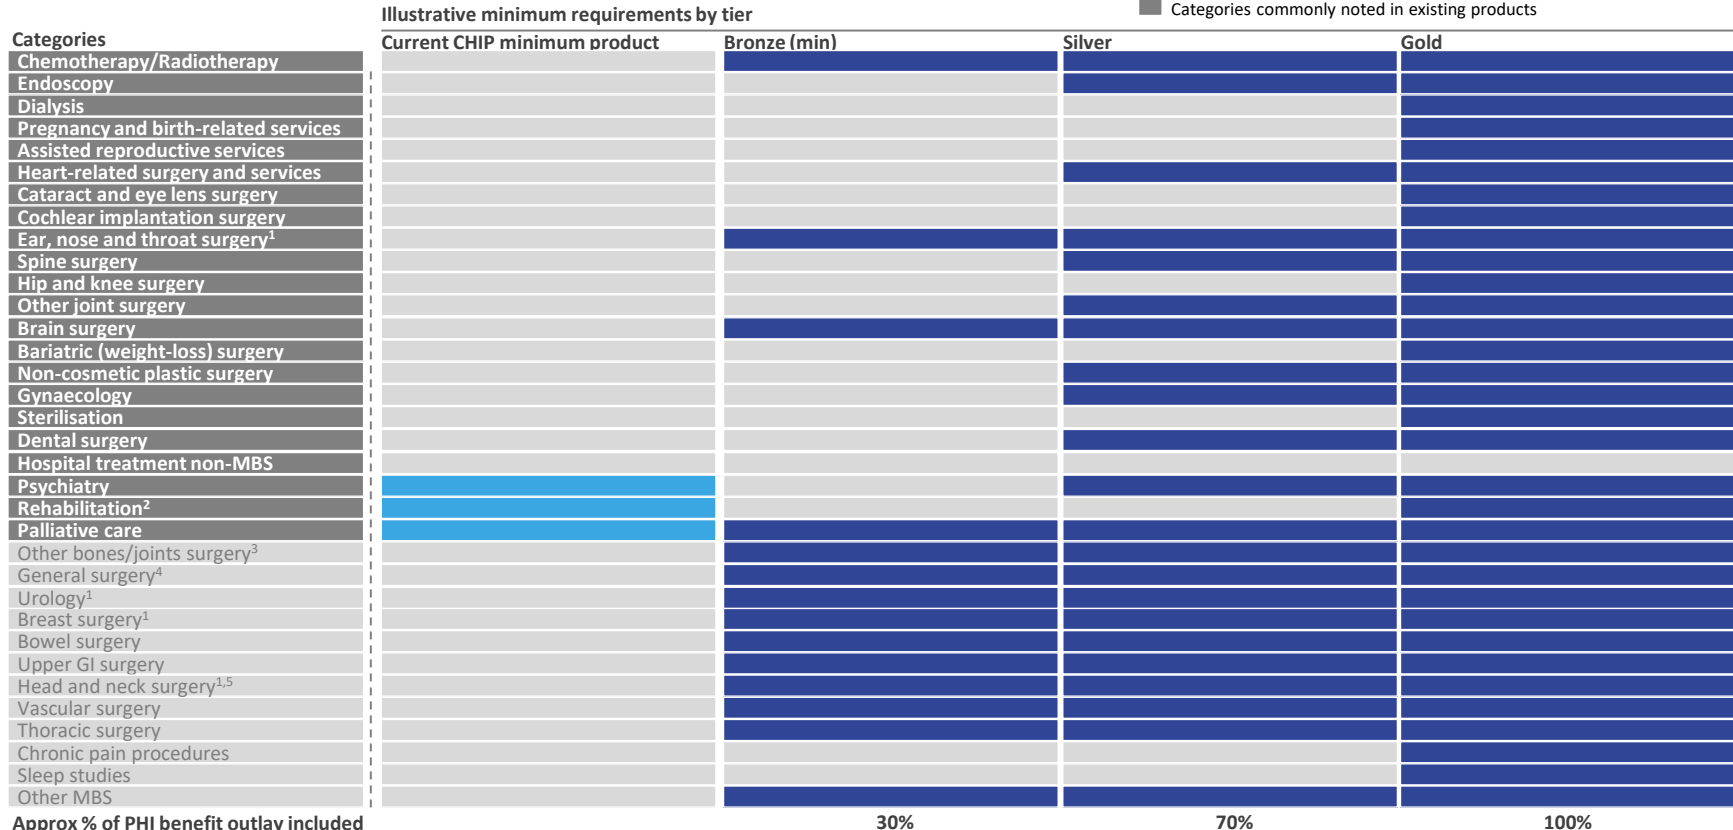 Illustrative minimum requirements by tier
Categories commonly noted in existing products
Categories
Current CHIP minimum product
Bronze (min)
Silver
Gold
Chemotherapy/Radiotherapy
Endoscopy
Dialysis
Pregnancy and birth-related services
Assisted reproductive services
Heart-related surgery and services
Cataract and eye lens surgery
Cochlear implantation surgery
Ear, nose and throat surgery¹
Spine surgery
Hip and knee surgery
Other joint surgery
Brain surgery
Bariatric (weight-loss) surgery
Non-cosmetic plastic surgery
Gynaecology
Sterilisation
Dental surgery
Hospital treatment non-MBS
Psychiatry
Rehabilitation²
Palliative care
Other bones/joints surgery³
General surgery⁴
Urology¹
Breast surgery¹
Bowel surgery
Upper GI surgery
Head and neck surgery¹,⁵
Vascular surgery
Thoracic surgery
Chronic pain procedures
Sleep studies
Other MBS
Approx % of PHI benefit outlay included
30%
70%
100%